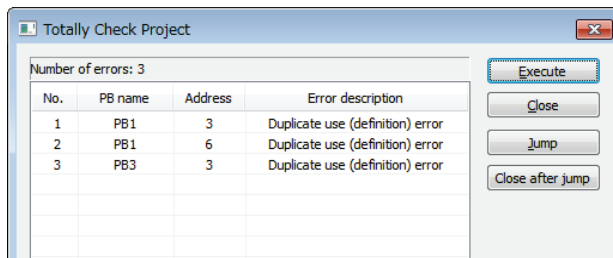 Totally Check Project
Number of errors: 3
Execute
No. PB name Address Error description
Close
1 PB1 3 Duplicate use (definition) error
2 PB1 6 Duplicate use (definition) error
Jump
3 PB3 3 Duplicate use (definition) error
Close after jump